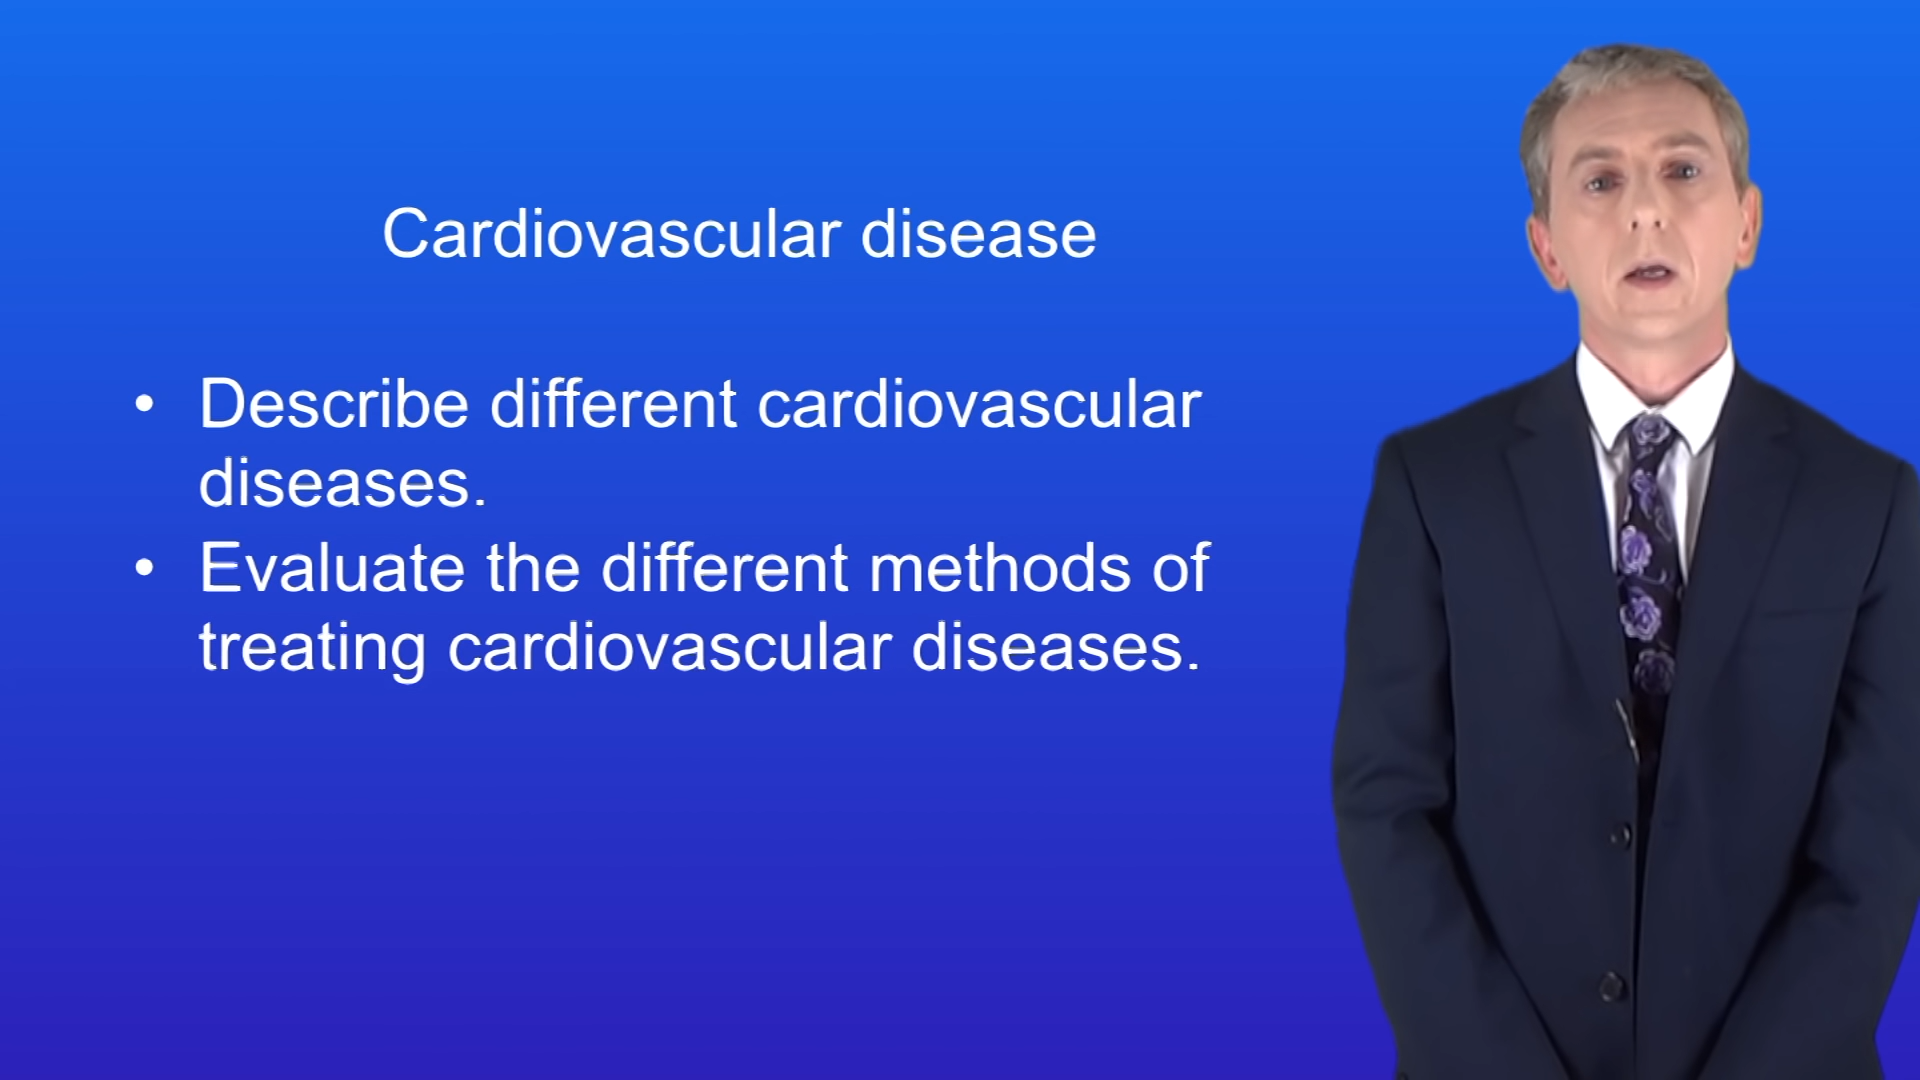 Cardiovascular disease
• Describe different cardiovascular
diseases.
• Evaluate the different methods of
treating cardiovascular diseases.